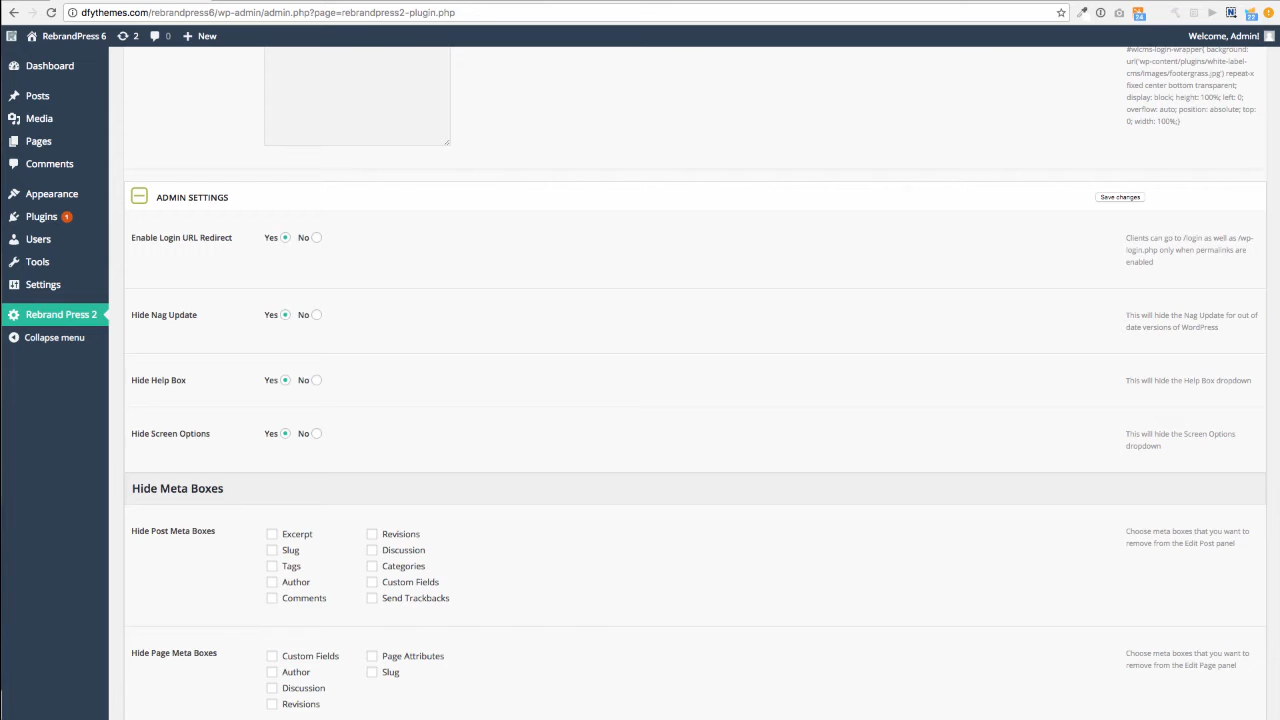 dfythemes.com/rebrandpress6/wp-admin/admin.php?page=rebrandpress2-plugin.php
24
22
RebrandPress 6
2
0
New
Welcome, Admin!
Dashboard
Posts
Media
Pages
Comments
Appearance
Plugins 1
Users
Tools
Settings
Rebrand Press 2
Collapse menu
#wlcms-login-wrapper{ background:
url('wp-content/plugins/white-label-
cms/images/footergrass.jpg') repeat-x
fixed center bottom transparent;
display: block; height: 100%; left: 0;
overflow: auto; position: absolute; top:
0; width: 100%;}
ADMIN SETTINGS
Save changes
Enable Login URL Redirect
Yes No
Clients can go to /login as well as /wp-
login.php only when permalinks are
enabled
Hide Nag Update
Yes No
This will hide the Nag Update for out of
date versions of WordPress
Hide Help Box
Yes No
This will hide the Help Box dropdown
Hide Screen Options
Yes No
This will hide the Screen Options
dropdown
Hide Meta Boxes
Hide Post Meta Boxes
Excerpt
Slug
Tags
Author
Comments
Revisions
Discussion
Categories
Custom Fields
Send Trackbacks
Choose meta boxes that you want to
remove from the Edit Post panel
Hide Page Meta Boxes
Custom Fields
Author
Discussion
Revisions
Page Attributes
Slug
Choose meta boxes that you want to
remove from the Edit Page panel